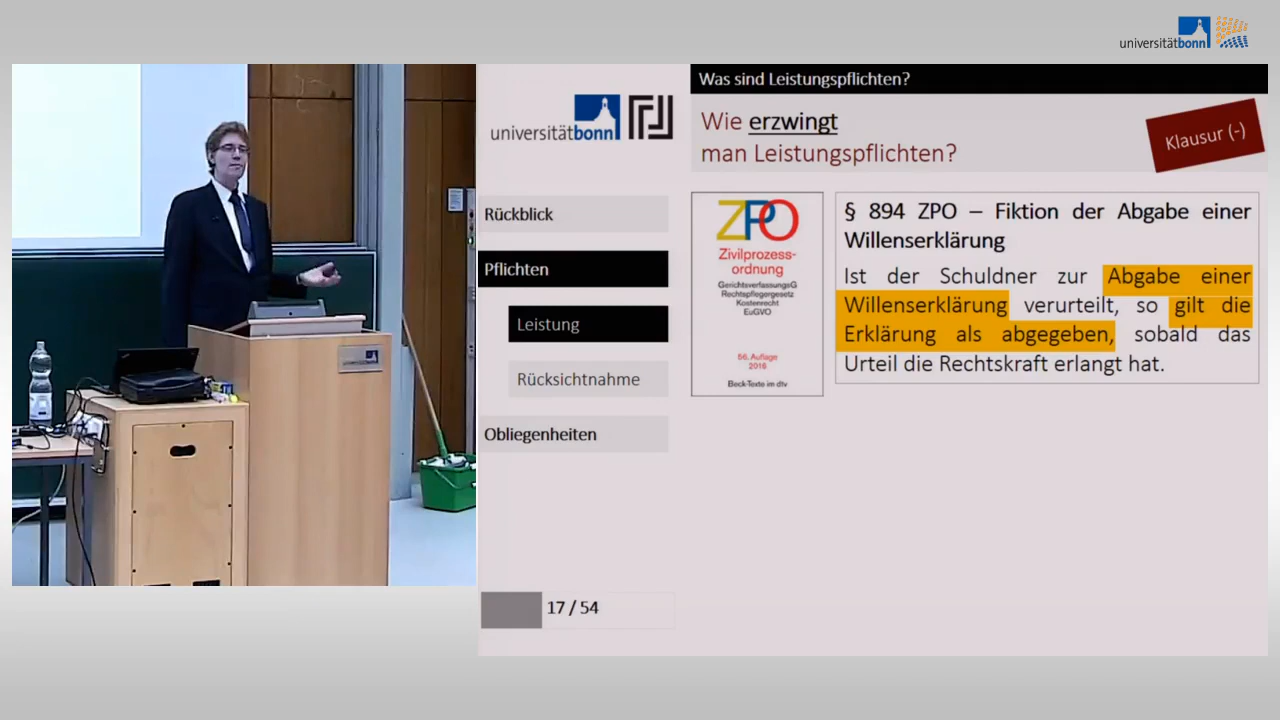 universitätbonn
Was sind Leistungspflichten?
universitätbonn
Wie erzwingt
man Leistungspflichten?
Klausur (-)
Rückblick
Pflichten
Leistung
Rücksichtnahme
Obliegenheiten
17 / 54
ZPO
Zivilprozess-
ordnung
GerichtsverfassungsG
Rechtspflegergesetz
Kostenrecht
EuGVO
56. Auflage
2016
Beck-Texte im dtv
§ 894 ZPO – Fiktion der Abgabe einer
Willenserklärung
Ist der Schuldner zur Abgabe einer
Willenserklärung verurteilt, so gilt die
Erklärung als abgegeben, sobald das
Urteil die Rechtskraft erlangt hat.